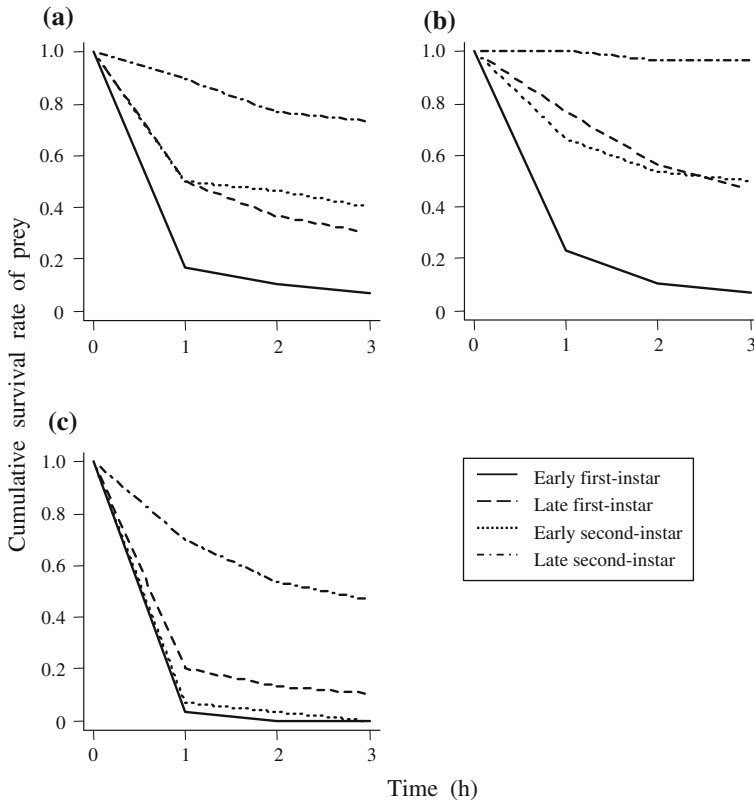 (a)
1.0
0.8
0.6
0.4
0.2
0
0 1 2 3
(b)
1.0
0.8
0.6
0.4
0.2
0
0 1 2 3
(c)
1.0
0.8
0.6
0.4
0.2
0
0 1 2 3
Cumulative survival rate of prey
Time (h)
Early first-instar
Late first-instar
Early second-instar
Late second-instar